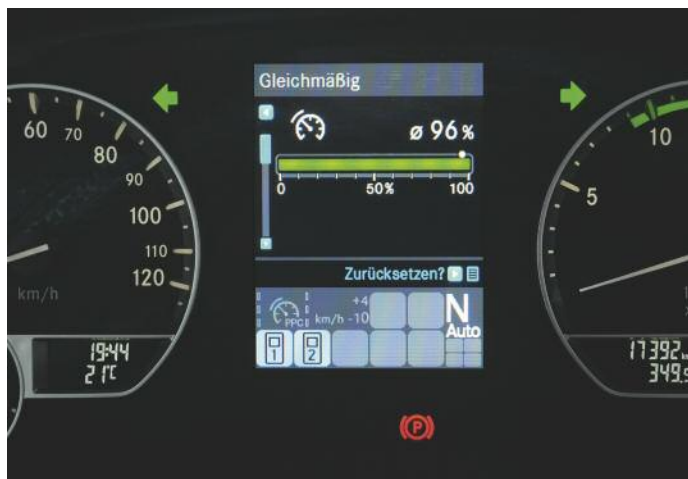 Gleichmäßig
ø 96 %
0 50% 100
Zurücksetzen?
+4
PPC km/h -10
N
Auto
1 2
60 70
80
90
100
110
120
km/h
19:44
21°C
10
5
17392 km
349,5
P